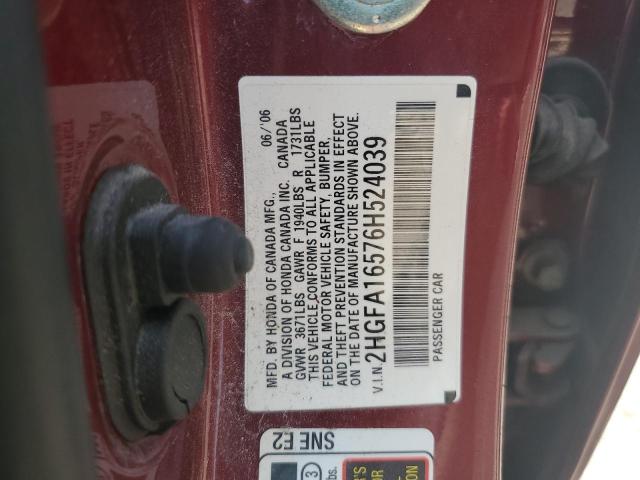 MFD. BY HONDA OF CANADA MFG., 06/'06
A DIVISION OF HONDA CANADA INC. CANADA
GVWR 3671LBS GAWR F 1940LBS R 1731LBS
THIS VEHICLE CONFORMS TO ALL APPLICABLE
FEDERAL MOTOR VEHICLE SAFETY, BUMPER,
AND THEFT PREVENTION STANDARDS IN EFFECT
ON THE DATE OF MANUFACTURE SHOWN ABOVE.
V.I.N. 2HGFA16576H524039
PASSENGER CAR
SNE E2
3